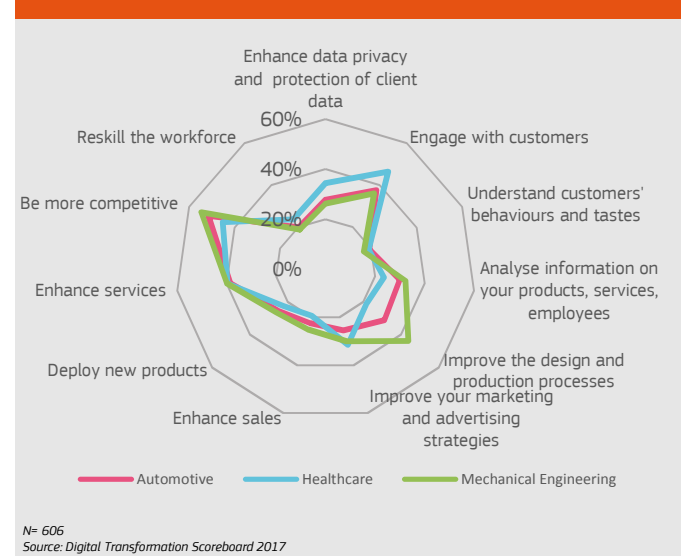 Enhance data privacy
and protection of client
data
60%
Reskill the workforce
Engage with customers
40%
Be more competitive
Understand customers'
behaviours and tastes
20%
0%
Enhance services
Analyse information on
your products, services,
employees
Deploy new products
Improve the design and
production processes
Enhance sales
Improve your marketing
and advertising
strategies
Automotive
Healthcare
Mechanical Engineering
N= 606
Source: Digital Transformation Scoreboard 2017